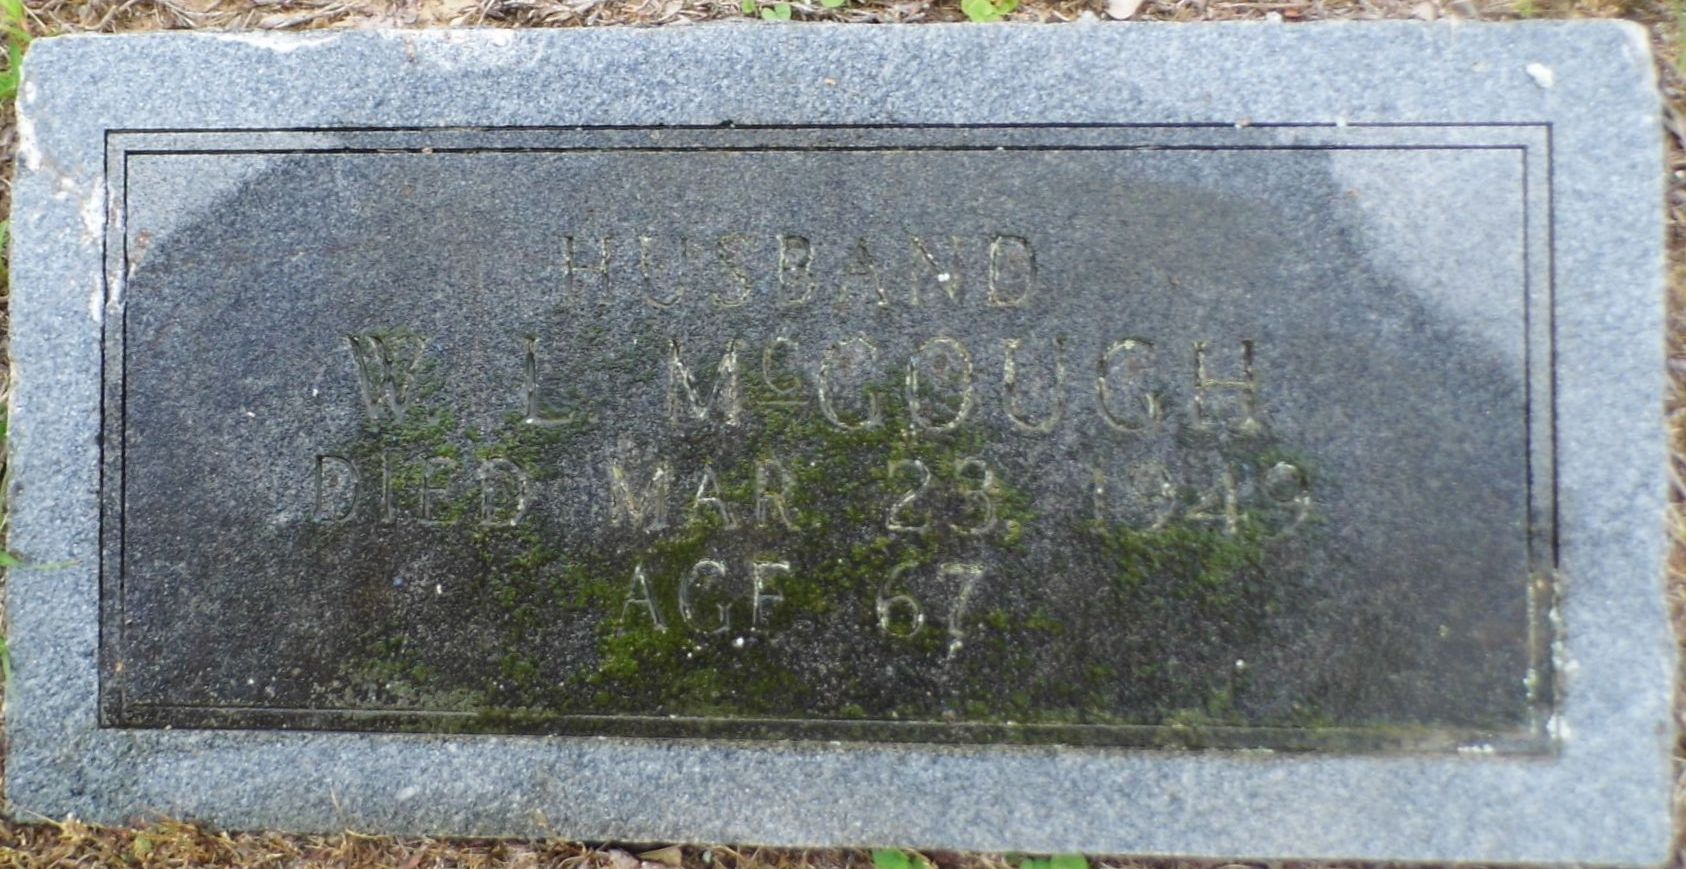 HUSBAND
W. L. McGOUGH
DIED MAR 23, 1949
AGE 67